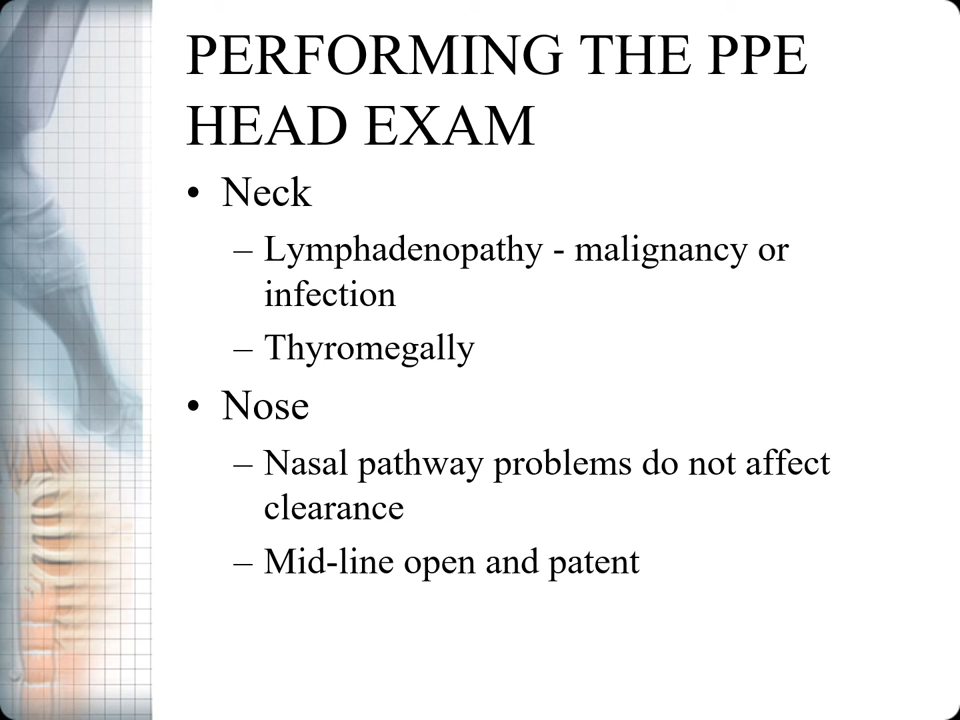 PERFORMING THE PPE
HEAD EXAM
• Neck
– Lymphadenopathy - malignancy or
infection
– Thyromegally
• Nose
– Nasal pathway problems do not affect
clearance
– Mid-line open and patent